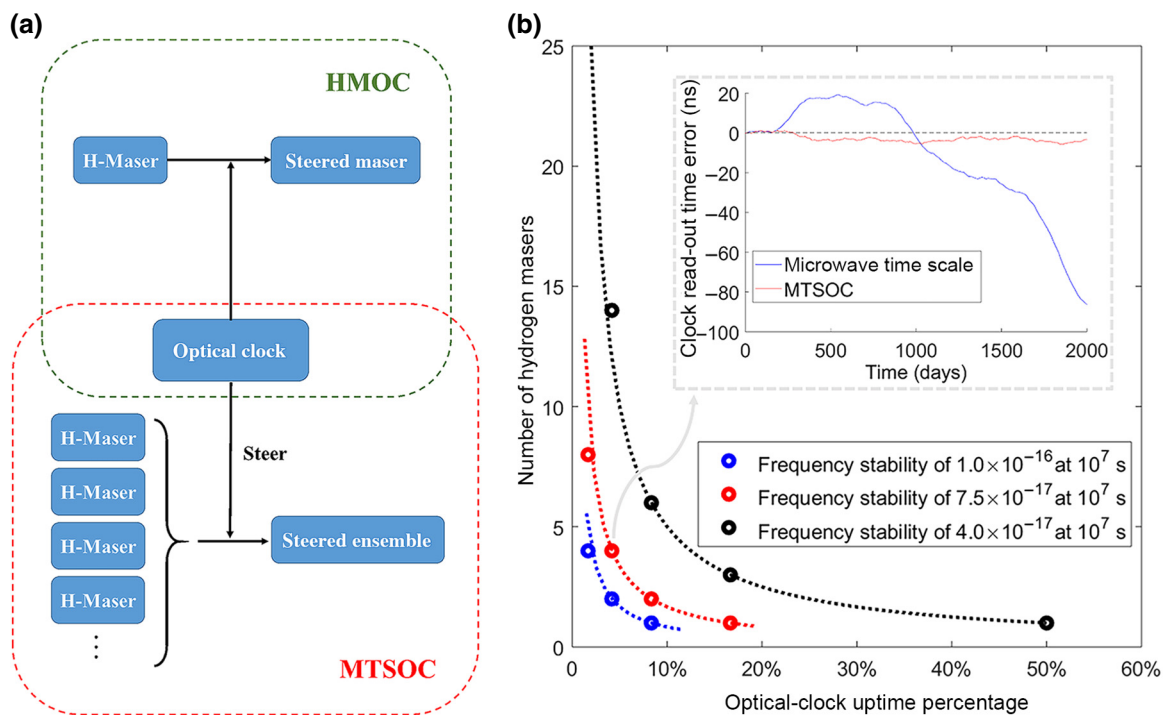 (a)
HMOC
H-Maser
Steered maser
Optical clock
H-Maser
H-Maser
H-Maser
H-Maser
⋮
Steer
Steered ensemble
MTSOC
(b)
25
20
15
10
5
0
Number of hydrogen masers
0
10%
20%
30%
40%
50%
60%
Optical-clock uptime percentage
20
0
−20
−40
−60
−80
−100
Clock read-out time error (ns)
Microwave time scale
MTSOC
0
500
1000
1500
2000
Time (days)
Frequency stability of 1.0×10⁻¹⁶ at 10⁷ s
Frequency stability of 7.5×10⁻¹⁷ at 10⁷ s
Frequency stability of 4.0×10⁻¹⁷ at 10⁷ s